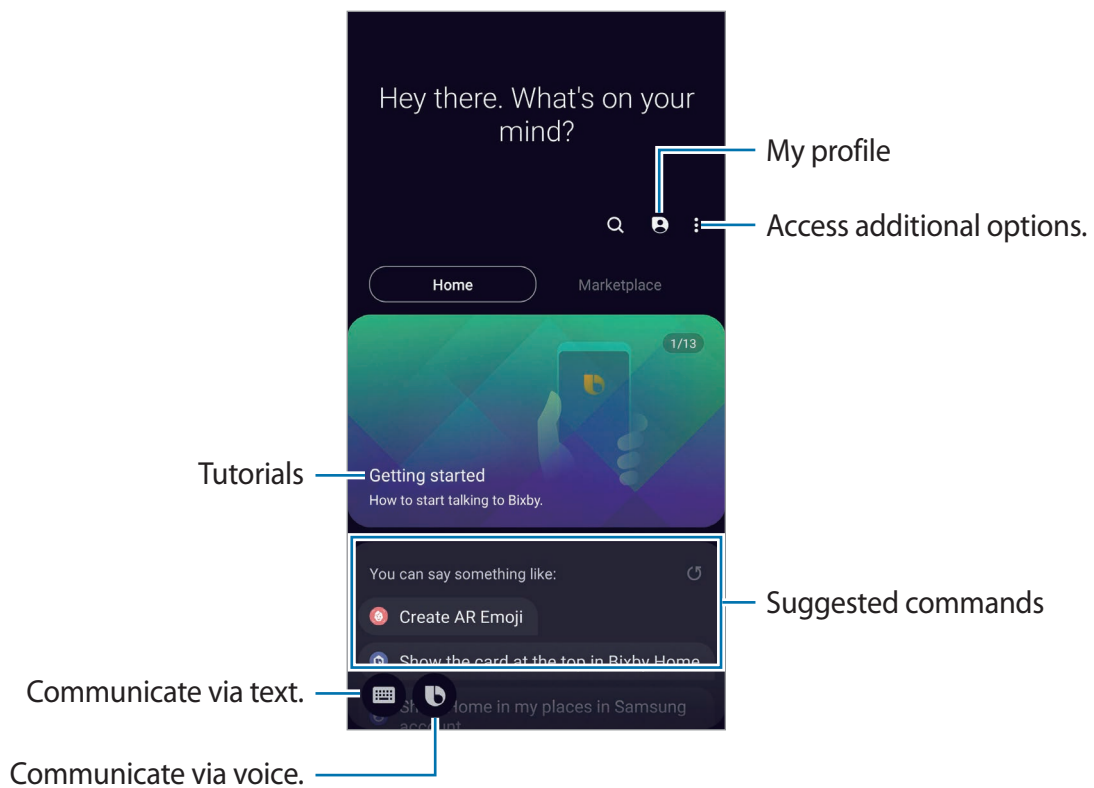 Hey there. What's on your
mind?
My profile
Access additional options.
Home
Marketplace
1/13
Tutorials
Getting started
How to start talking to Bixby.
You can say something like:
Suggested commands
Create AR Emoji
Show the card at the top in Bixby Home
Communicate via text.
Home in my places in Samsung
account
Communicate via voice.